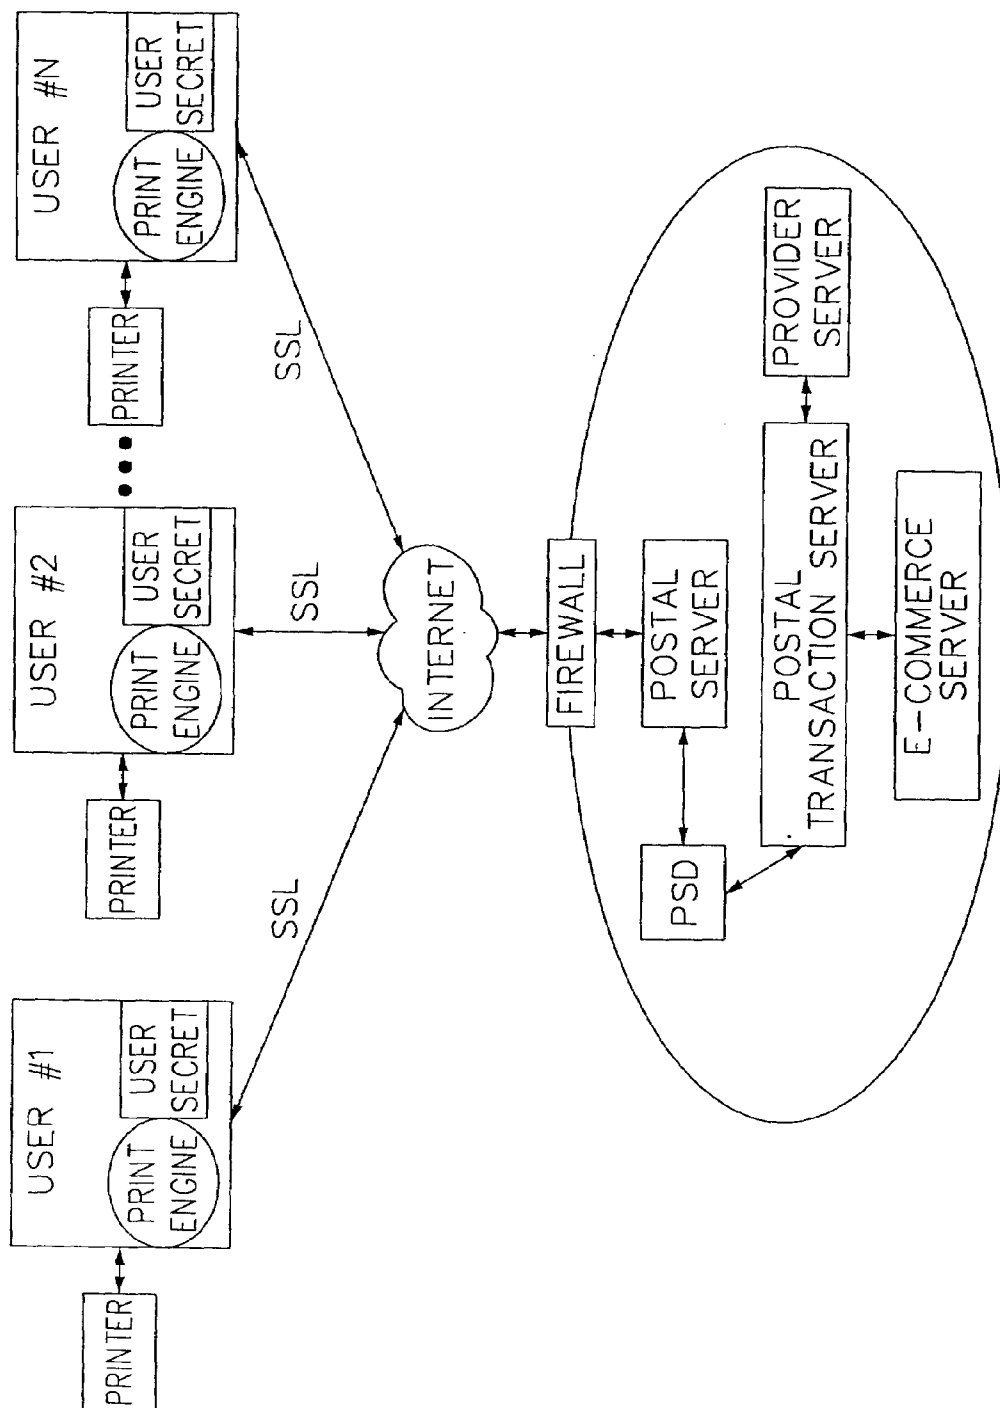 USER #1
PRINT
ENGINE
USER
SECRET
PRINTER
USER #2
PRINT
ENGINE
USER
SECRET
PRINTER
USER #N
PRINT
ENGINE
USER
SECRET
PRINTER
SSL
SSL
SSL
INTERNET
FIREWALL
POSTAL
SERVER
PSD
POSTAL
TRANSACTION SERVER
PROVIDER
SERVER
E-COMMERCE
SERVER